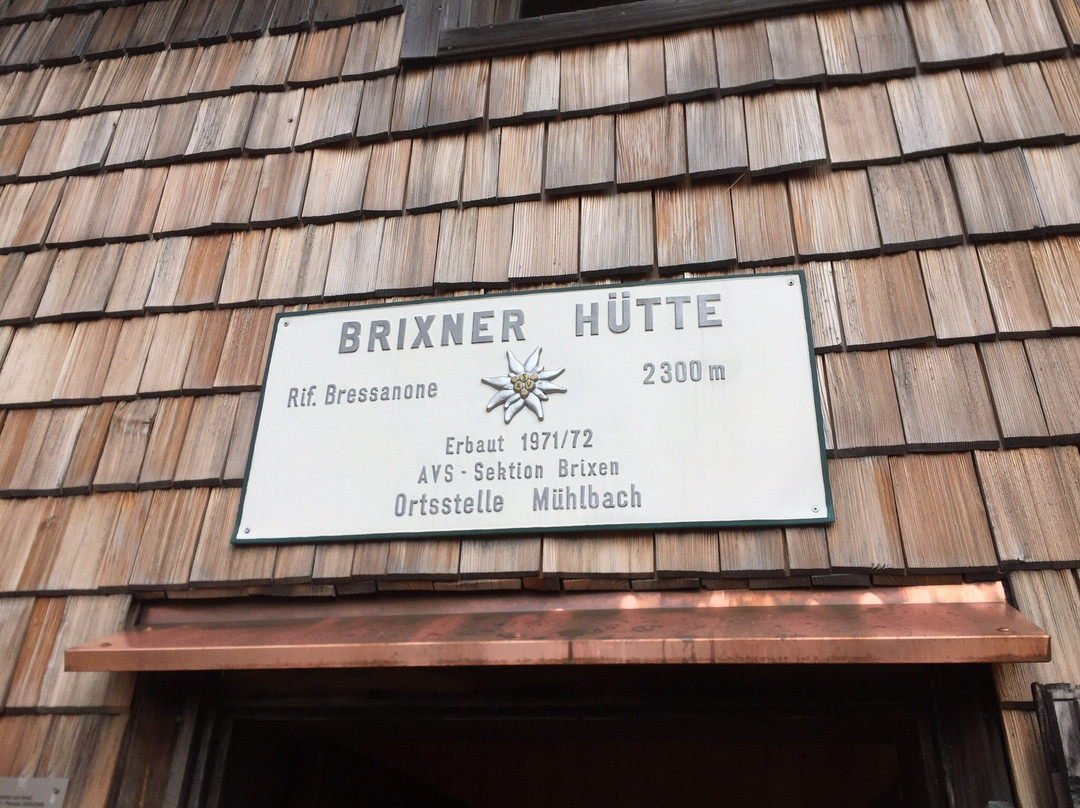 BRIXNER HÜTTE
Rif. Bressanone
2300 m
Erbaut 1971/72
AVS - Sektion Brixen
Ortsstelle Mühlbach